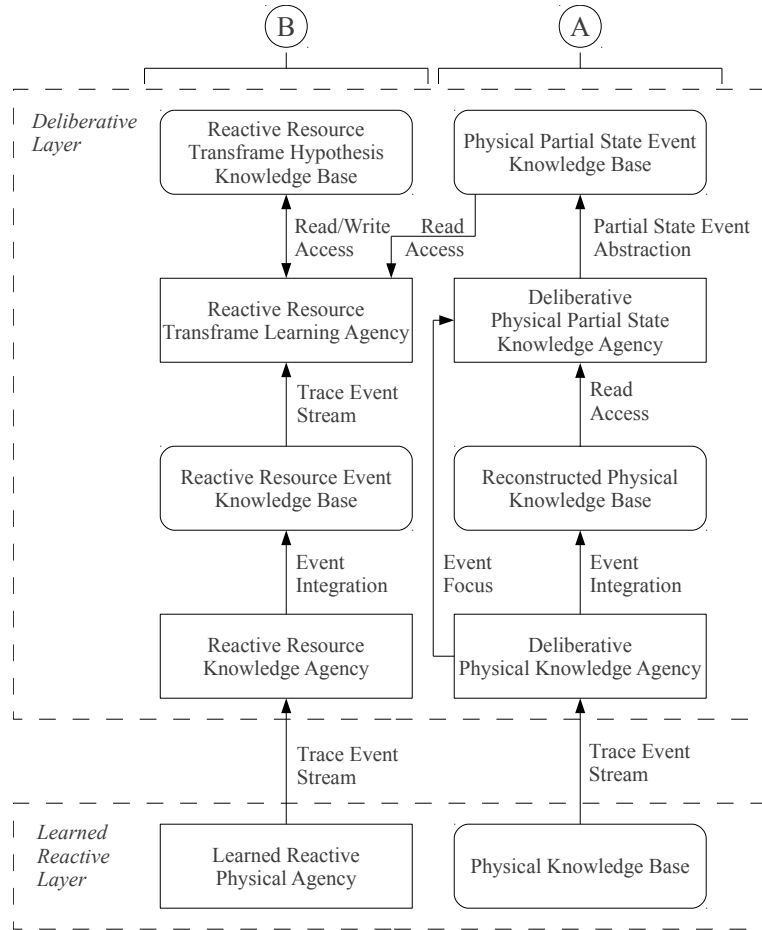 B
A
Deliberative
Layer
Reactive Resource
Transframe Hypothesis
Knowledge Base
Physical Partial State Event
Knowledge Base
Read/Write
Access
Read
Access
Partial State Event
Abstraction
Reactive Resource
Transframe Learning Agency
Deliberative
Physical Partial State
Knowledge Agency
Trace Event
Stream
Read
Access
Reactive Resource Event
Knowledge Base
Reconstructed Physical
Knowledge Base
Event
Integration
Event
Focus
Event
Integration
Reactive Resource
Knowledge Agency
Deliberative
Physical Knowledge Agency
Trace Event
Stream
Trace Event
Stream
Learned
Reactive
Layer
Learned Reactive
Physical Agency
Physical Knowledge Base